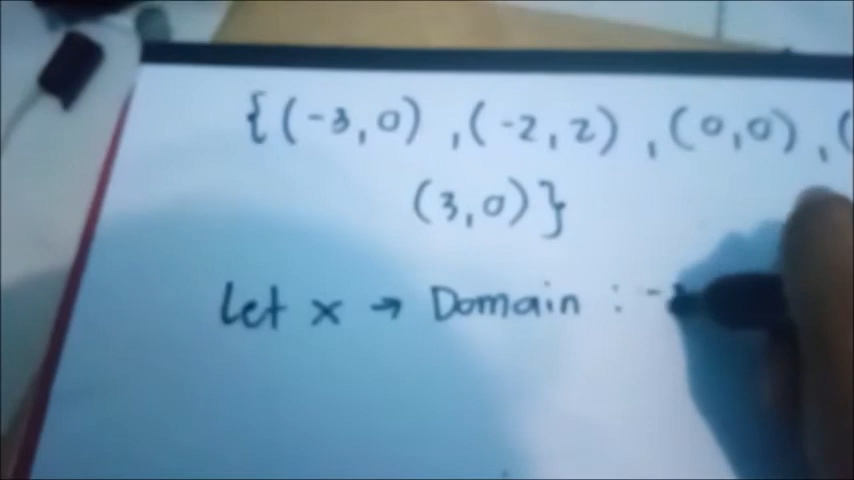 {(-3,0) ,(-2,2) ,(0,0) ,(
(3,0)}
Let x → Domain : -